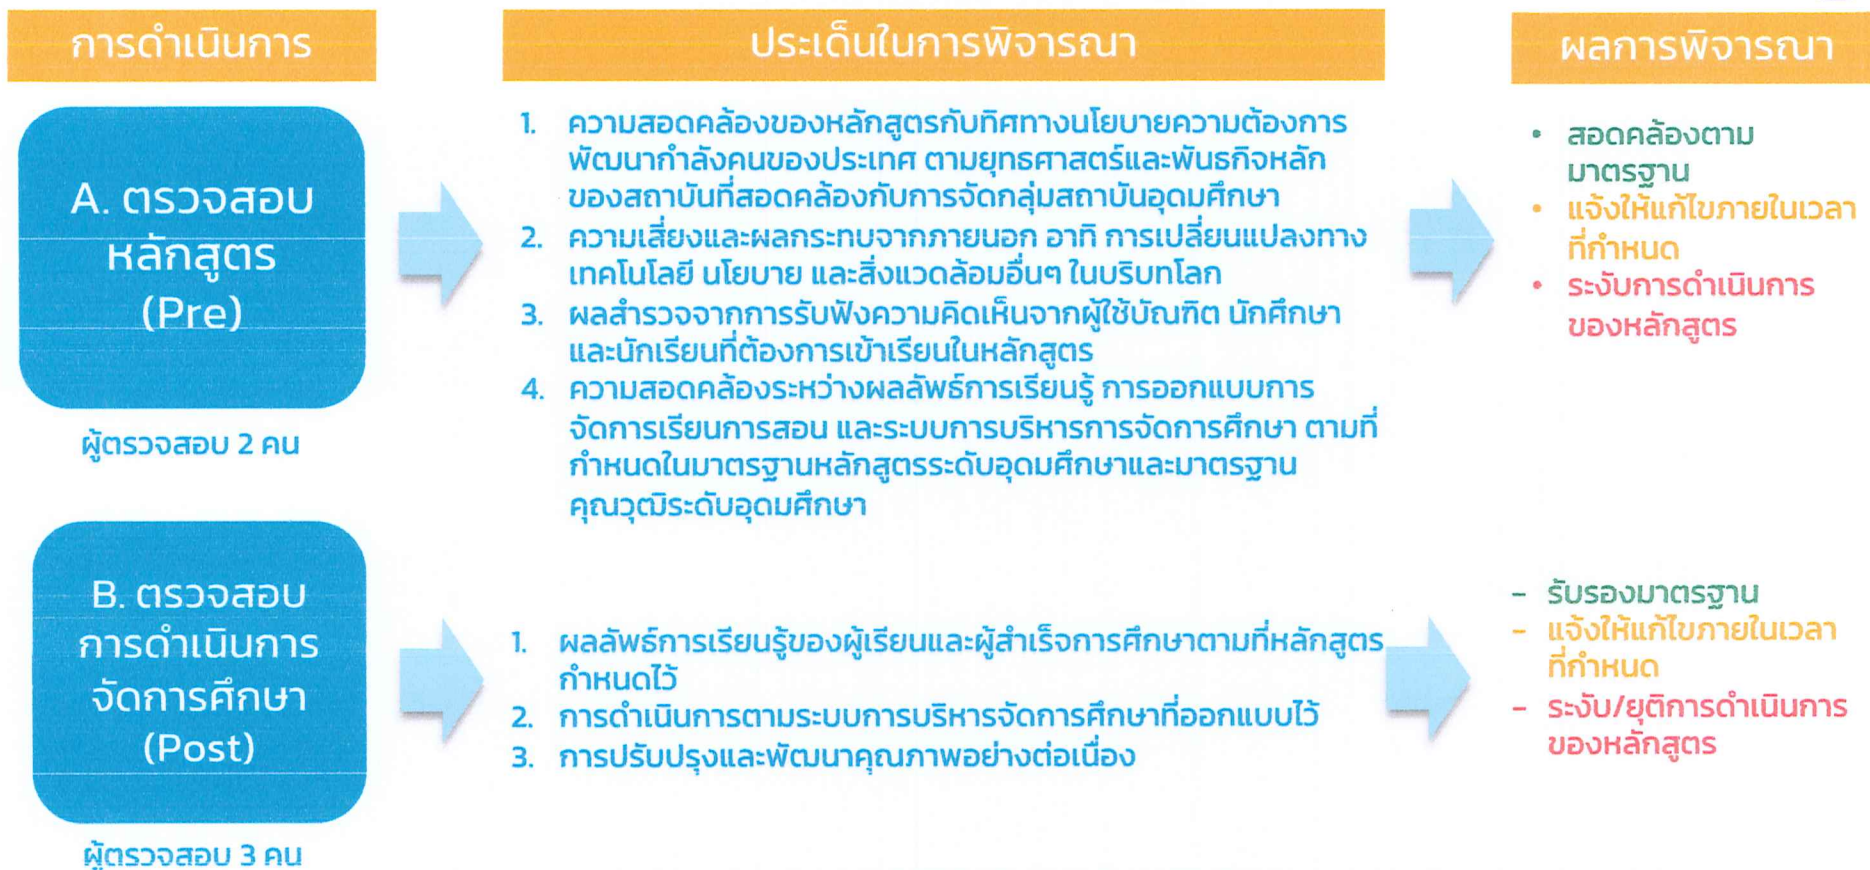 การดำเนินการ
ประเด็นในการพิจารณา
ผลการพิจารณา
A. ตรวจสอบ
หลักสูตร
(Pre)
ผู้ตรวจสอบ 2 คน
1. ความสอดคล้องของหลักสูตรกับทิศทางนโยบายความต้องการ
พัฒนากำลังคนของประเทศ ตามยุทธศาสตร์และพันธกิจหลัก
ของสถาบันที่สอดคล้องกับการจัดกลุ่มสถาบันอุดมศึกษา
2. ความเสี่ยงและผลกระทบจากภายนอก อาทิ การเปลี่ยนแปลงทาง
เทคโนโลยี นโยบาย และสิ่งแวดล้อมอื่นๆ ในบริบทโลก
3. ผลสำรวจจากการรับฟังความคิดเห็นจากผู้ใช้บัณฑิต นักศึกษา
และนักเรียนที่ต้องการเข้าเรียนในหลักสูตร
4. ความสอดคล้องระหว่างผลลัพธ์การเรียนรู้ การออกแบบการ
จัดการเรียนการสอน และระบบการบริหารการจัดการศึกษา ตามที่
กำหนดในมาตรฐานหลักสูตรระดับอุดมศึกษาและมาตรฐาน
คุณวุฒิระดับอุดมศึกษา
• สอดคล้องตาม
มาตรฐาน
• แจ้งให้แก้ไขภายในเวลา
ที่กำหนด
• ระงับการดำเนินการ
ของหลักสูตร
B. ตรวจสอบ
การดำเนินการ
จัดการศึกษา
(Post)
ผู้ตรวจสอบ 3 คน
1. ผลลัพธ์การเรียนรู้ของผู้เรียนและผู้สำเร็จการศึกษาตามที่หลักสูตร
กำหนดไว้
2. การดำเนินการตามระบบการบริหารจัดการศึกษาที่ออกแบบไว้
3. การปรับปรุงและพัฒนาคุณภาพอย่างต่อเนื่อง
- รับรองมาตรฐาน
- แจ้งให้แก้ไขภายในเวลา
ที่กำหนด
- ระงับ/ยุติการดำเนินการ
ของหลักสูตร